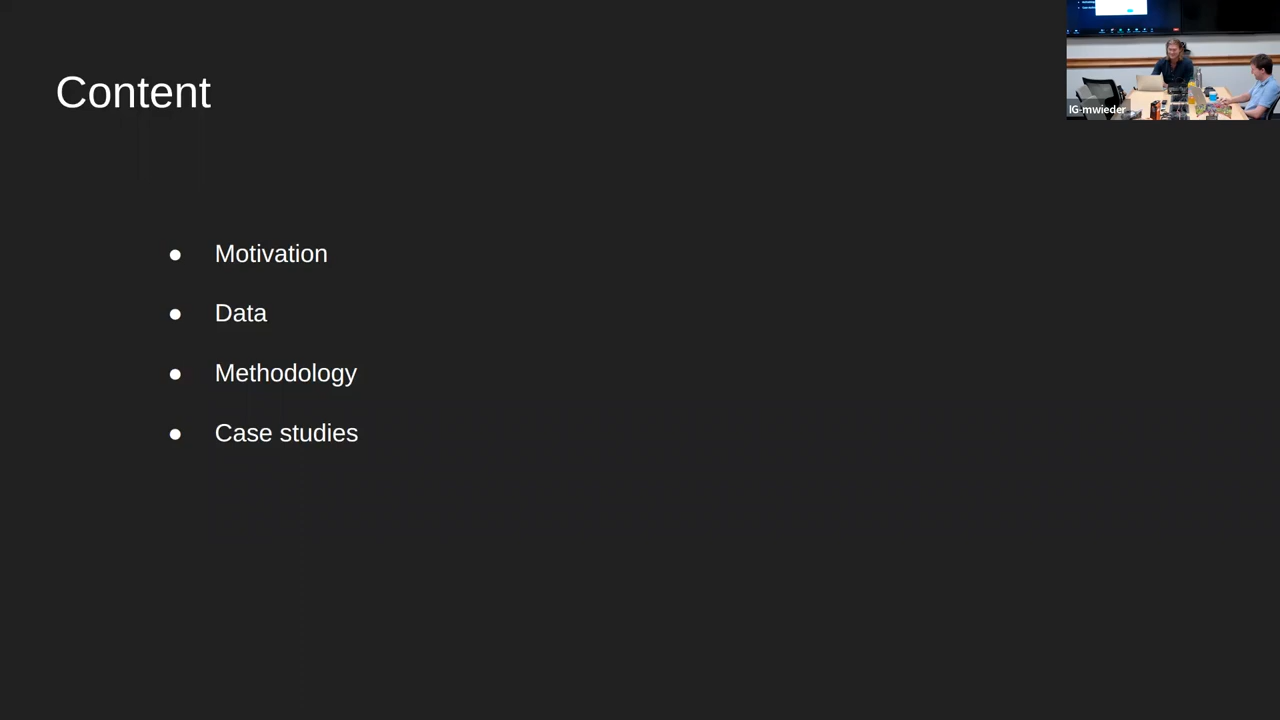 Content
IG-mwieder
● Motivation
● Data
● Methodology
● Case studies